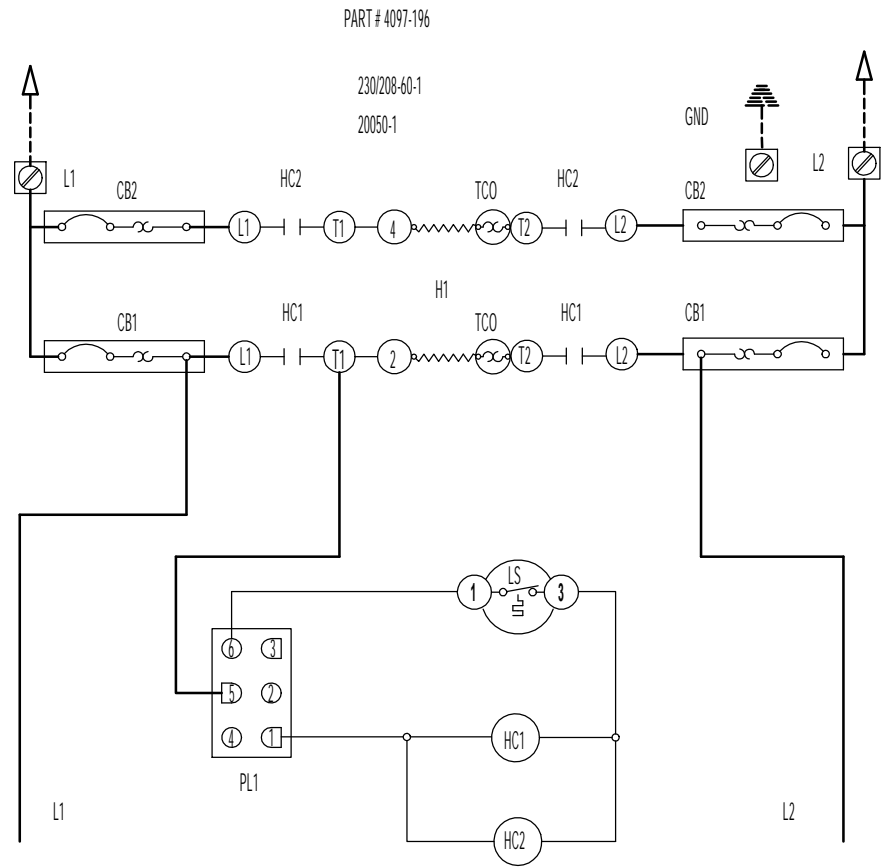 PART # 4097-196
230/208-60-1
20050-1
GND
L1
L2
CB2
HC2
TCO
HC2
CB2
L1
T1
4
T2
L2
H1
CB1
HC1
TCO
HC1
CB1
L1
T1
2
T2
L2
LS
1
3
6
3
5
2
4
1
HC1
PL1
L1
L2
HC2